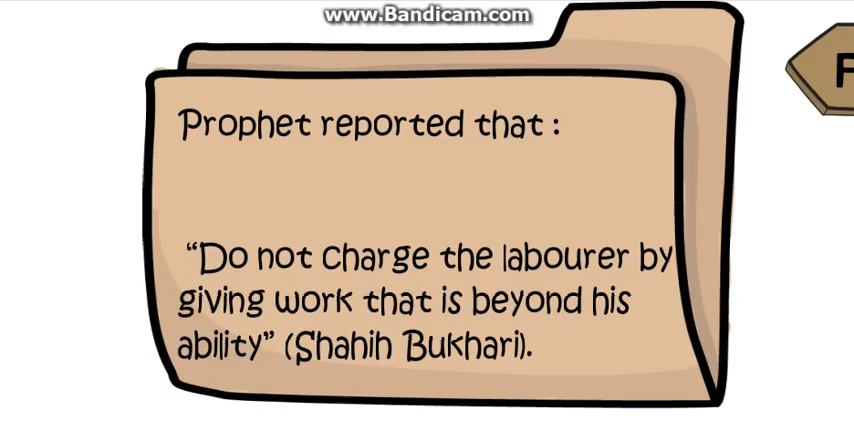 www.Bandicam.com
Prophet reported that :
“Do not charge the labourer by
giving work that is beyond his
ability” (Shahih Bukhari).
F